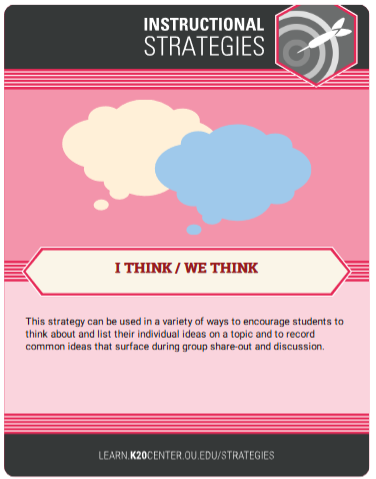 INSTRUCTIONAL
STRATEGIES
I THINK / WE THINK
This strategy can be used in a variety of ways to encourage students to
think about and list their individual ideas on a topic and to record
common ideas that surface during group share-out and discussion.
LEARN.K20CENTER.OU.EDU/STRATEGIES